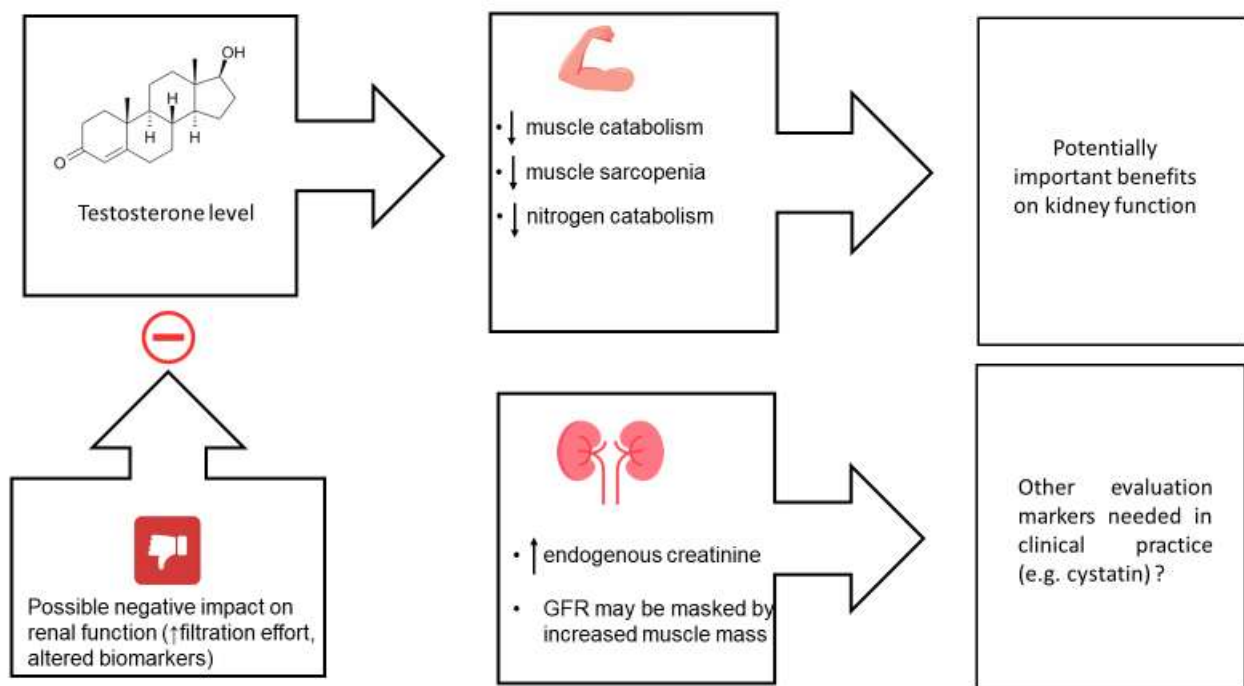 OH
H
H
H
O
Testosterone level
• ↓ muscle catabolism
• ↓ muscle sarcopenia
• ↓ nitrogen catabolism
Potentially
important benefits
on kidney function
Possible negative impact on
renal function (↑filtration effort,
altered biomarkers)
• ↑ endogenous creatinine
• GFR may be masked by
increased muscle mass
Other evaluation
markers needed in
clinical practice
(e.g. cystatin) ?